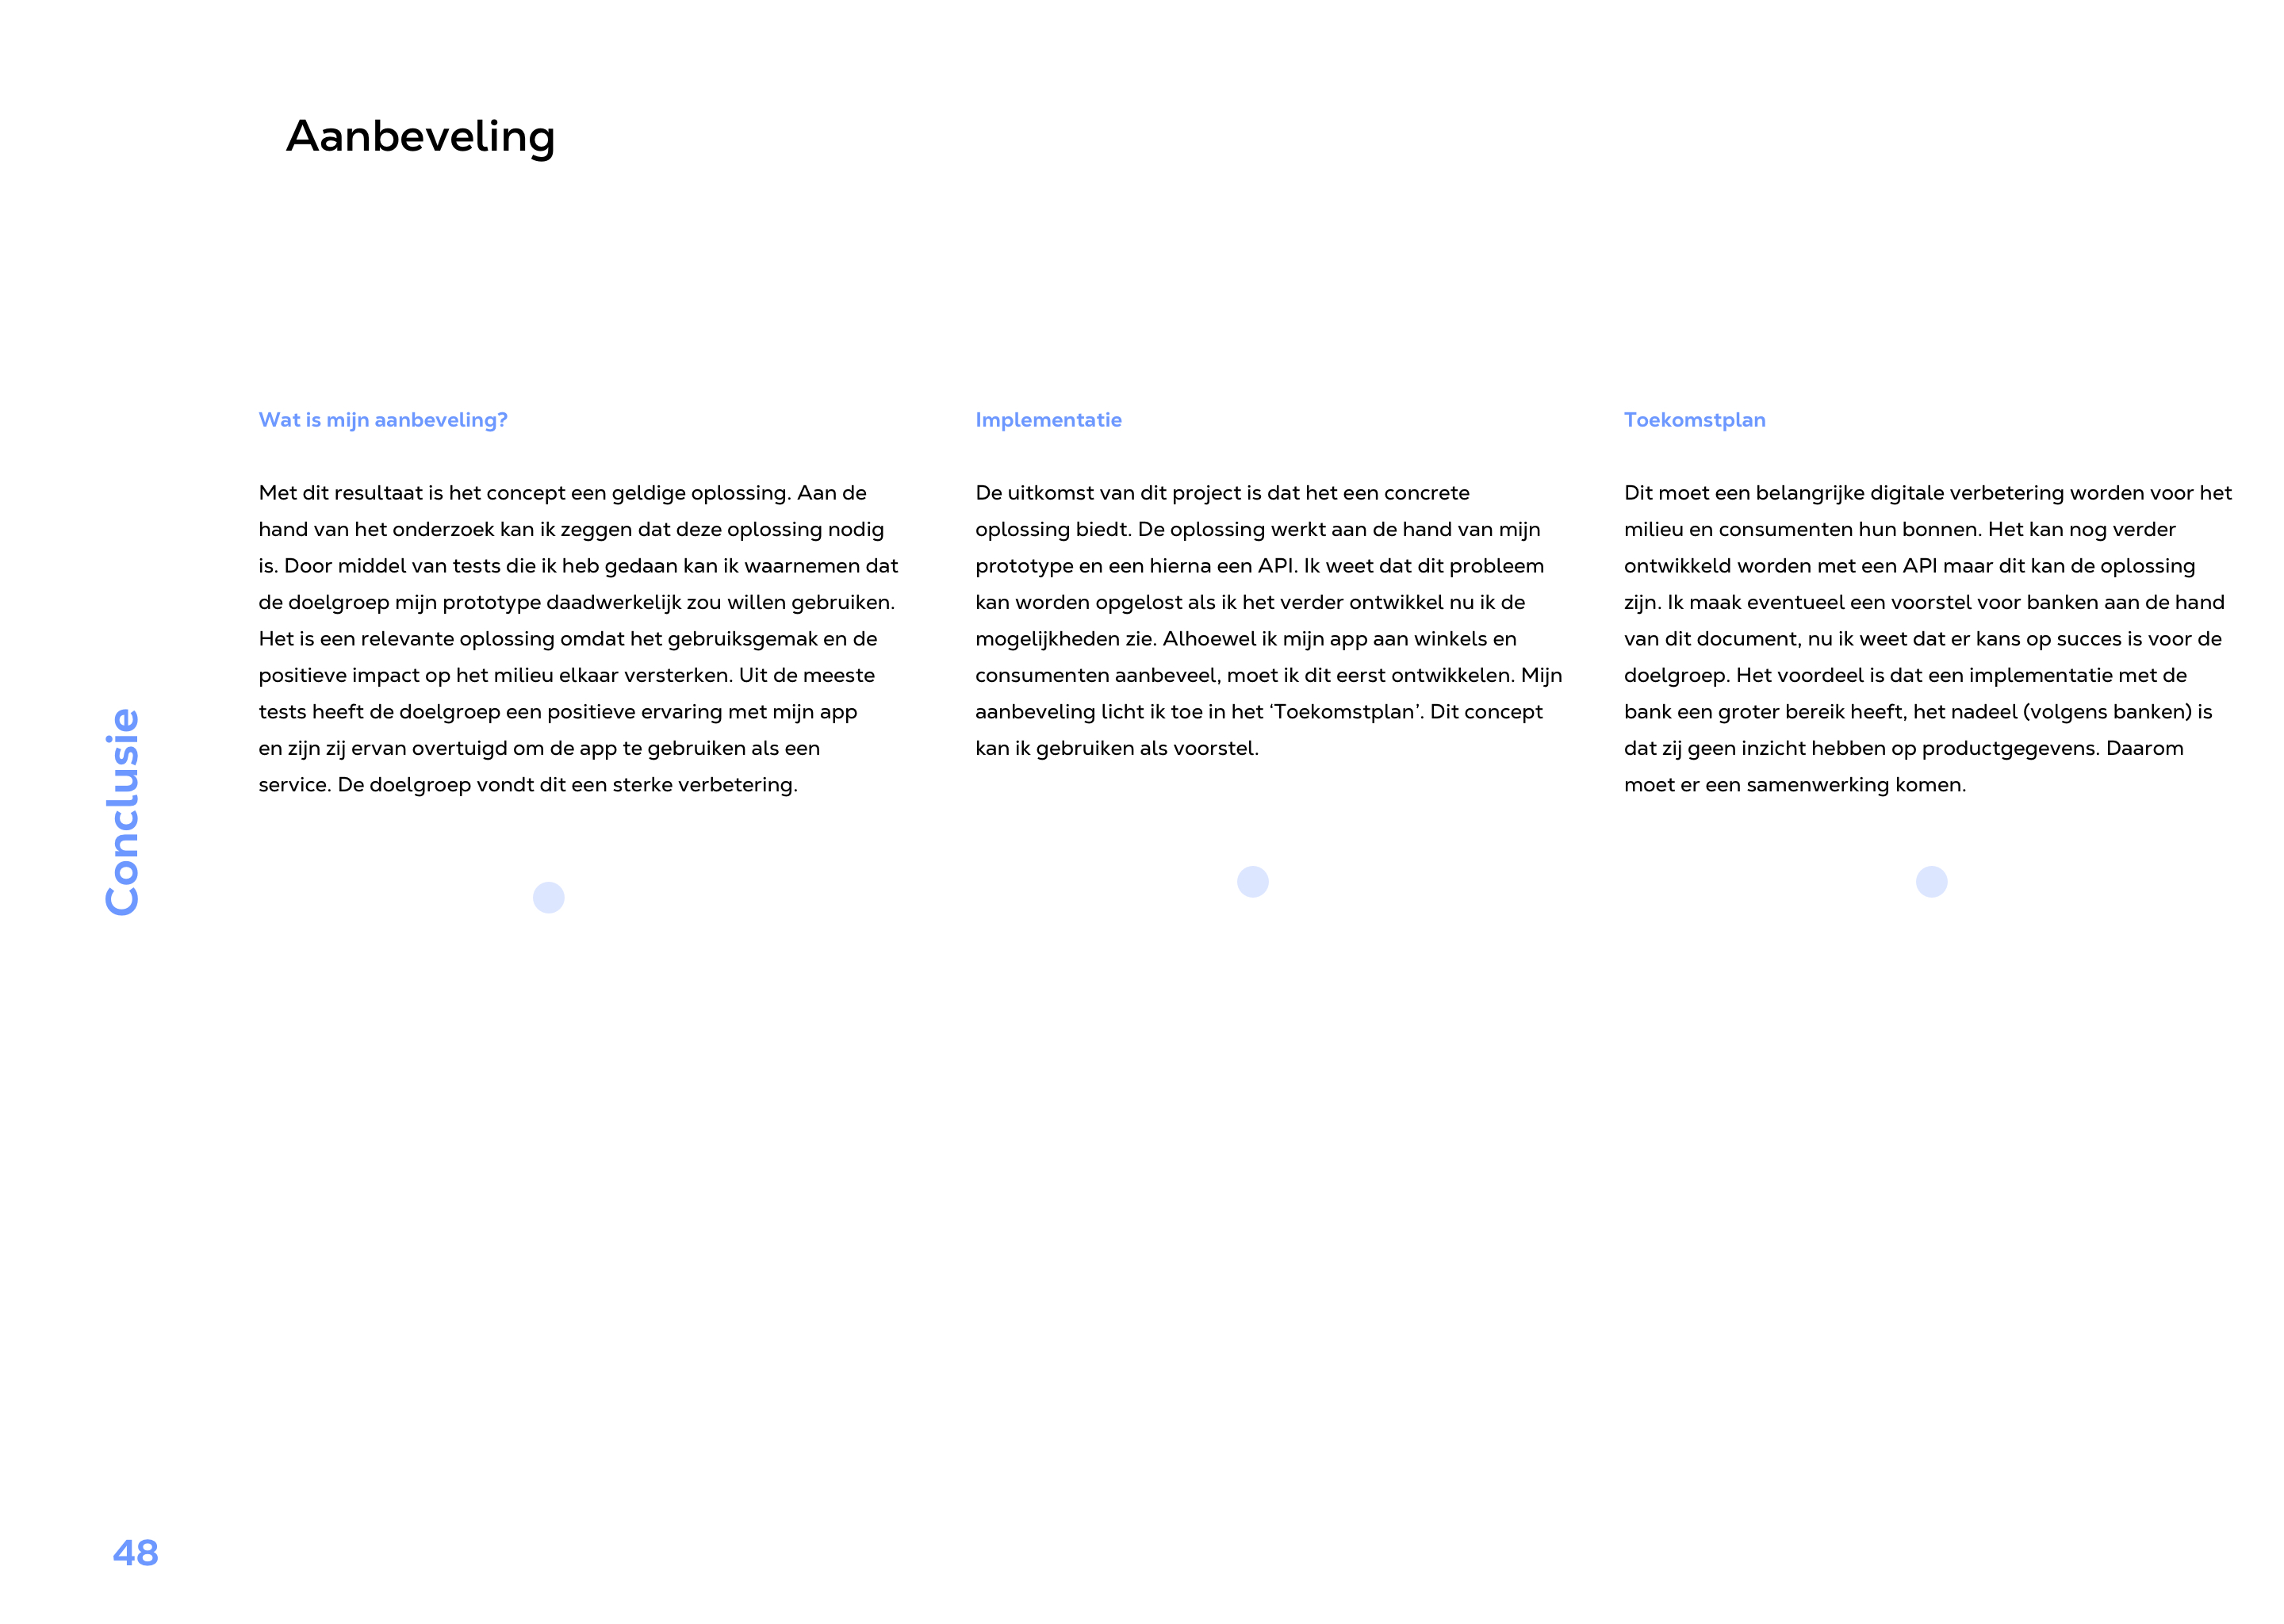 Aanbeveling
Wat is mijn aanbeveling?
Met dit resultaat is het concept een geldige oplossing. Aan de
hand van het onderzoek kan ik zeggen dat deze oplossing nodig
is. Door middel van tests die ik heb gedaan kan ik waarnemen dat
de doelgroep mijn prototype daadwerkelijk zou willen gebruiken.
Het is een relevante oplossing omdat het gebruiksgemak en de
positieve impact op het milieu elkaar versterken. Uit de meeste
tests heeft de doelgroep een positieve ervaring met mijn app
en zijn zij ervan overtuigd om de app te gebruiken als een
service. De doelgroep vondt dit een sterke verbetering.
Implementatie
De uitkomst van dit project is dat het een concrete
oplossing biedt. De oplossing werkt aan de hand van mijn
prototype en een hierna een API. Ik weet dat dit probleem
kan worden opgelost als ik het verder ontwikkel nu ik de
mogelijkheden zie. Alhoewel ik mijn app aan winkels en
consumenten aanbeveel, moet ik dit eerst ontwikkelen. Mijn
aanbeveling licht ik toe in het ‘Toekomstplan’. Dit concept
kan ik gebruiken als voorstel.
Toekomstplan
Dit moet een belangrijke digitale verbetering worden voor het
milieu en consumenten hun bonnen. Het kan nog verder
ontwikkeld worden met een API maar dit kan de oplossing
zijn. Ik maak eventueel een voorstel voor banken aan de hand
van dit document, nu ik weet dat er kans op succes is voor de
doelgroep. Het voordeel is dat een implementatie met de
bank een groter bereik heeft, het nadeel (volgens banken) is
dat zij geen inzicht hebben op productgegevens. Daarom
moet er een samenwerking komen.
Conclusie
48